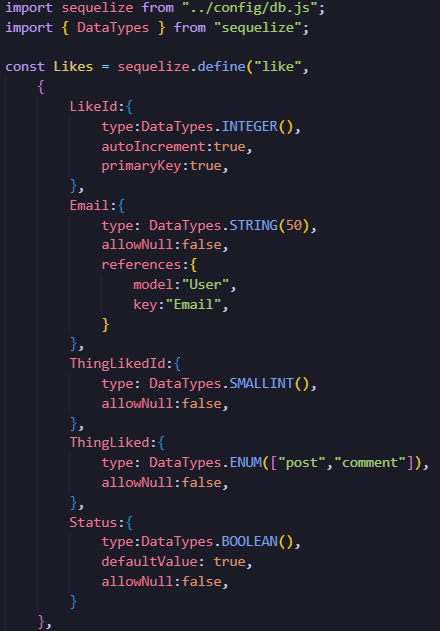 import sequelize from "../config/db.js";
import { DataTypes } from "sequelize";

const Likes = sequelize.define("like",
    {
        LikeId:{
            type:DataTypes.INTEGER(),
            autoIncrement:true,
            primaryKey:true,
        },
        Email:{
            type: DataTypes.STRING(50),
            allowNull:false,
            references:{
                model:"User",
                key:"Email",
            }
        },
        ThingLikedId:{
            type: DataTypes.SMALLINT(),
            allowNull:false,
        },
        ThingLiked:{
            type: DataTypes.ENUM(["post","comment"]),
            allowNull:false,
        },
        Status:{
            type:DataTypes.BOOLEAN(),
            defaultValue: true,
            allowNull:false,
        }
    },